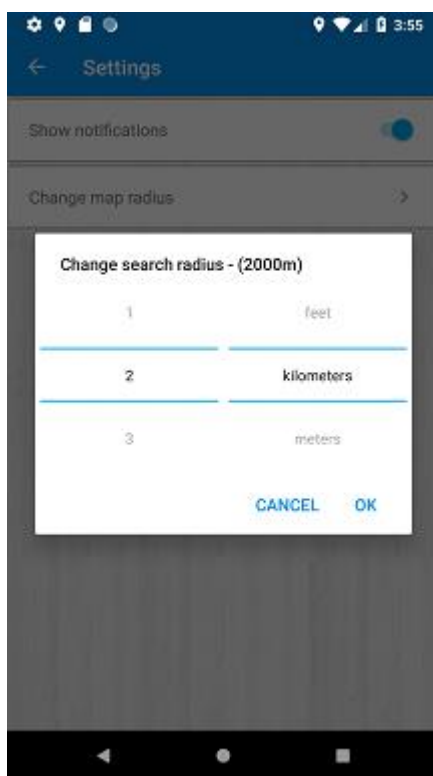 3:55
Settings
Show notifications
Change map radius
Change search radius - (2000m)
1 feet
2 kilometers
3 meters
CANCEL OK